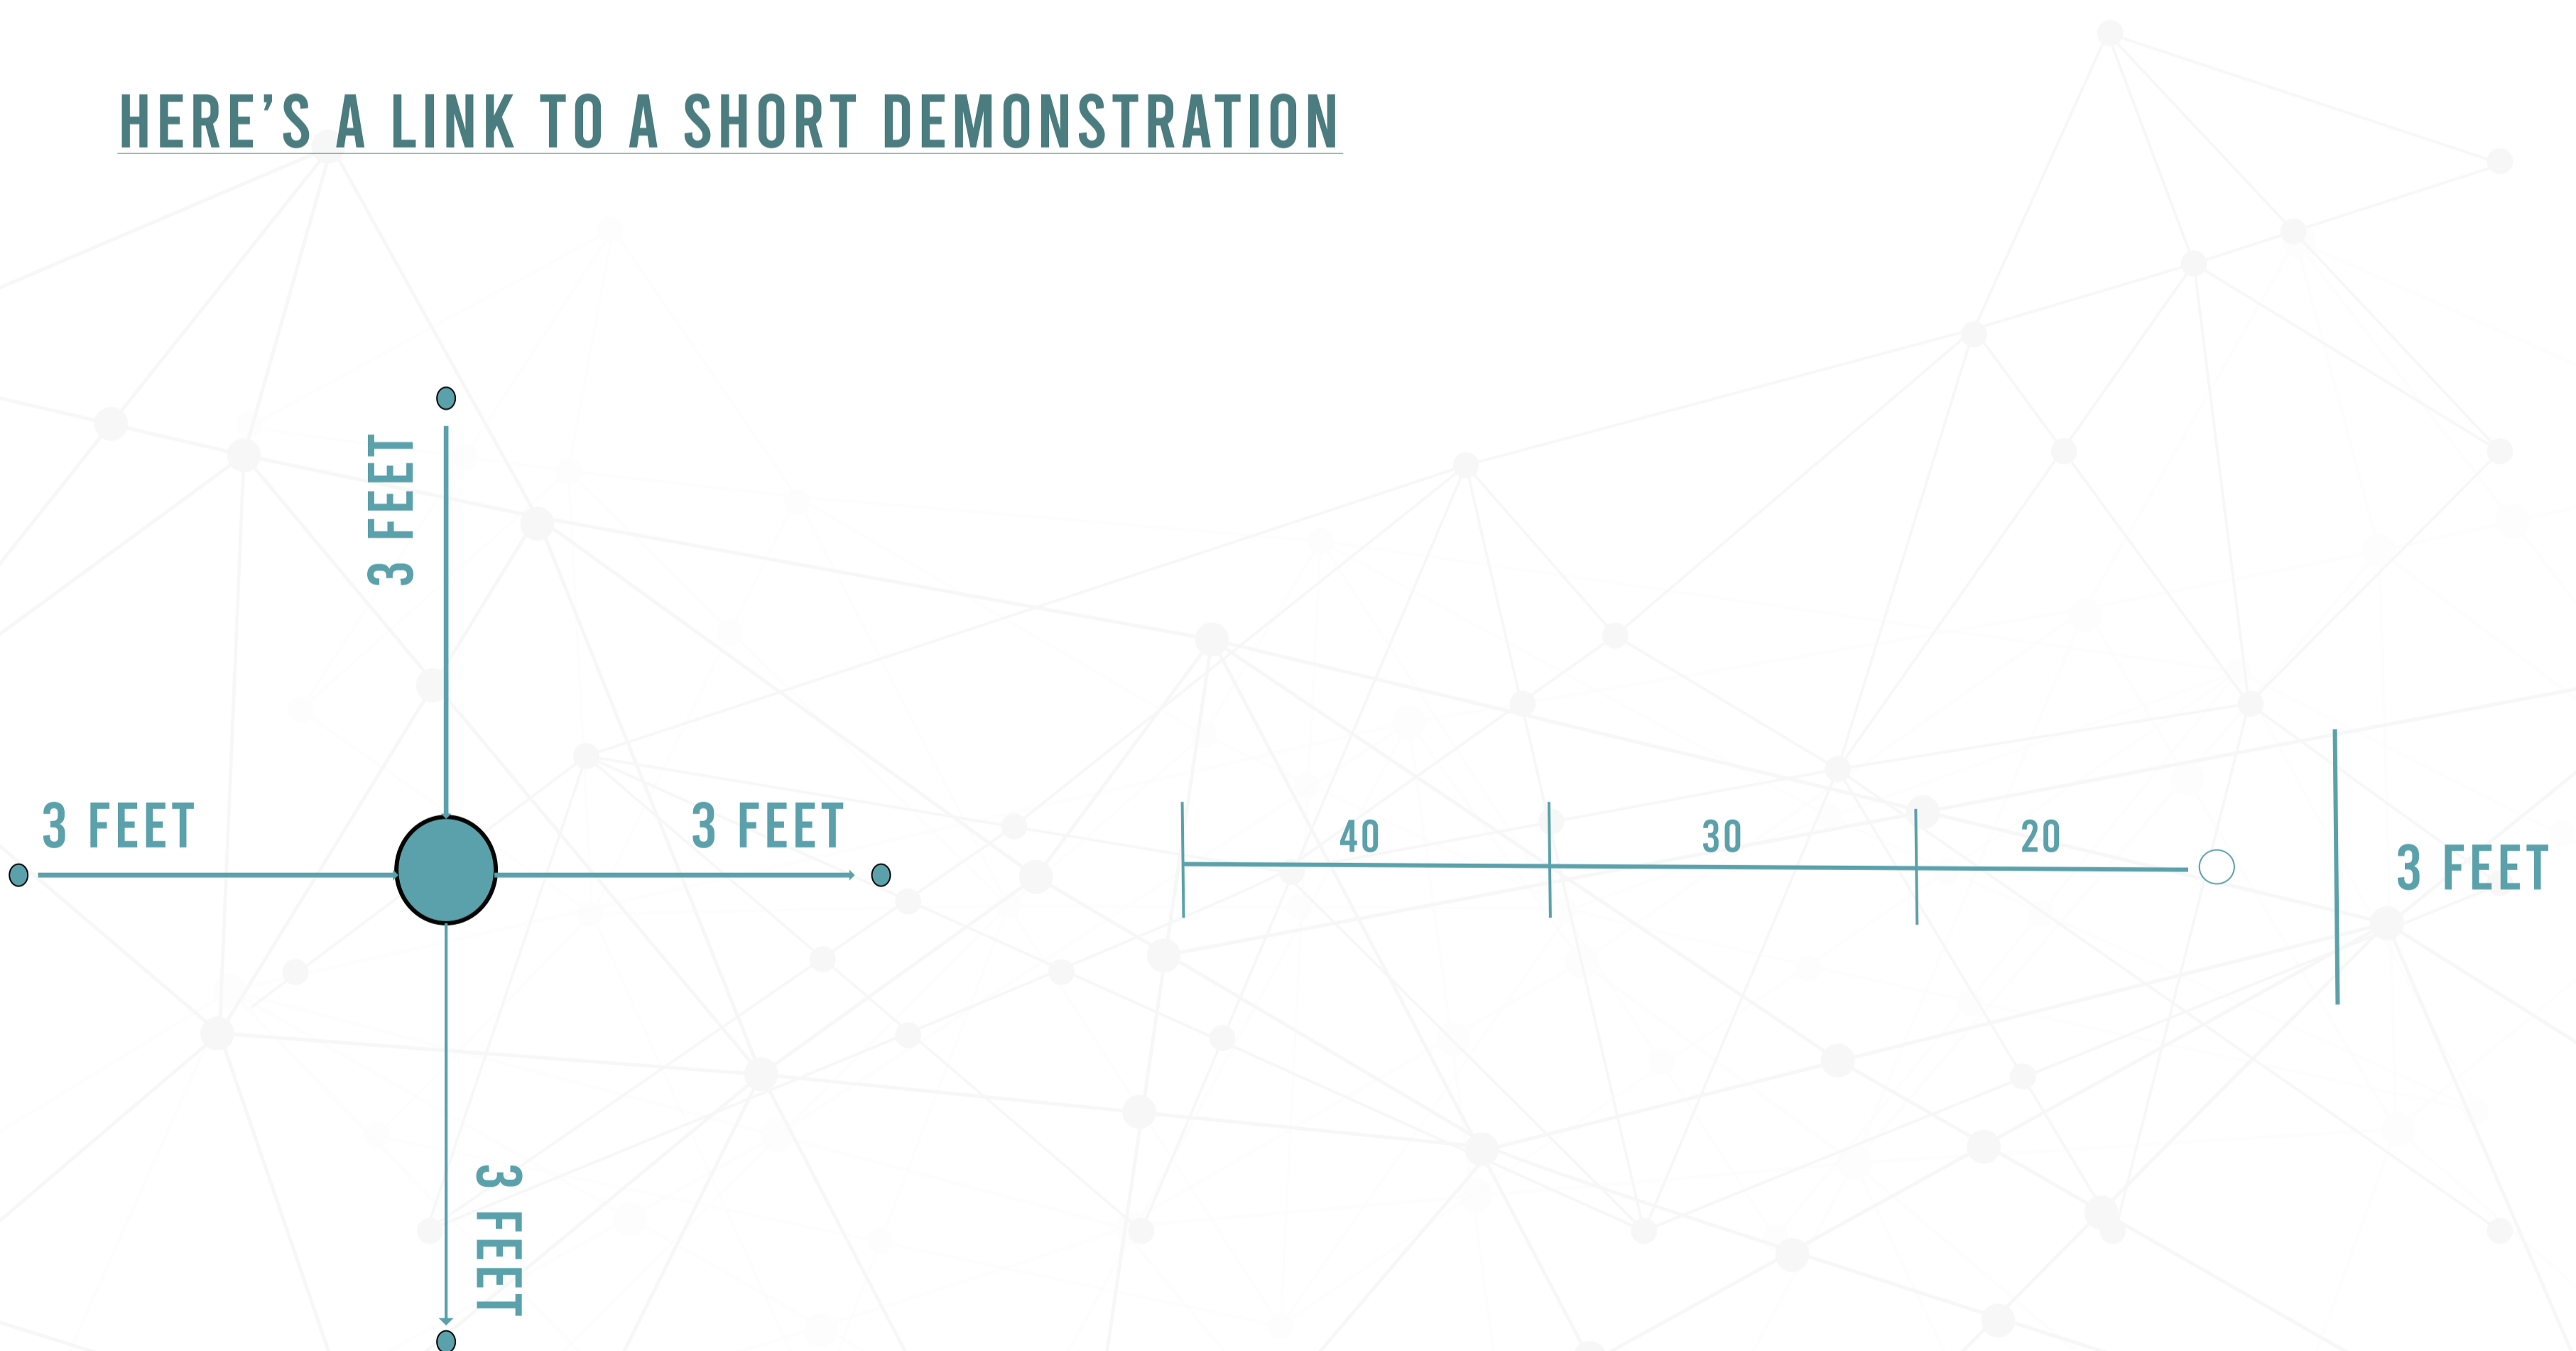 HERE'S A LINK TO A SHORT DEMONSTRATION
3 FEET
3 FEET
3 FEET
40
30
20
3 FEET
3 FEET